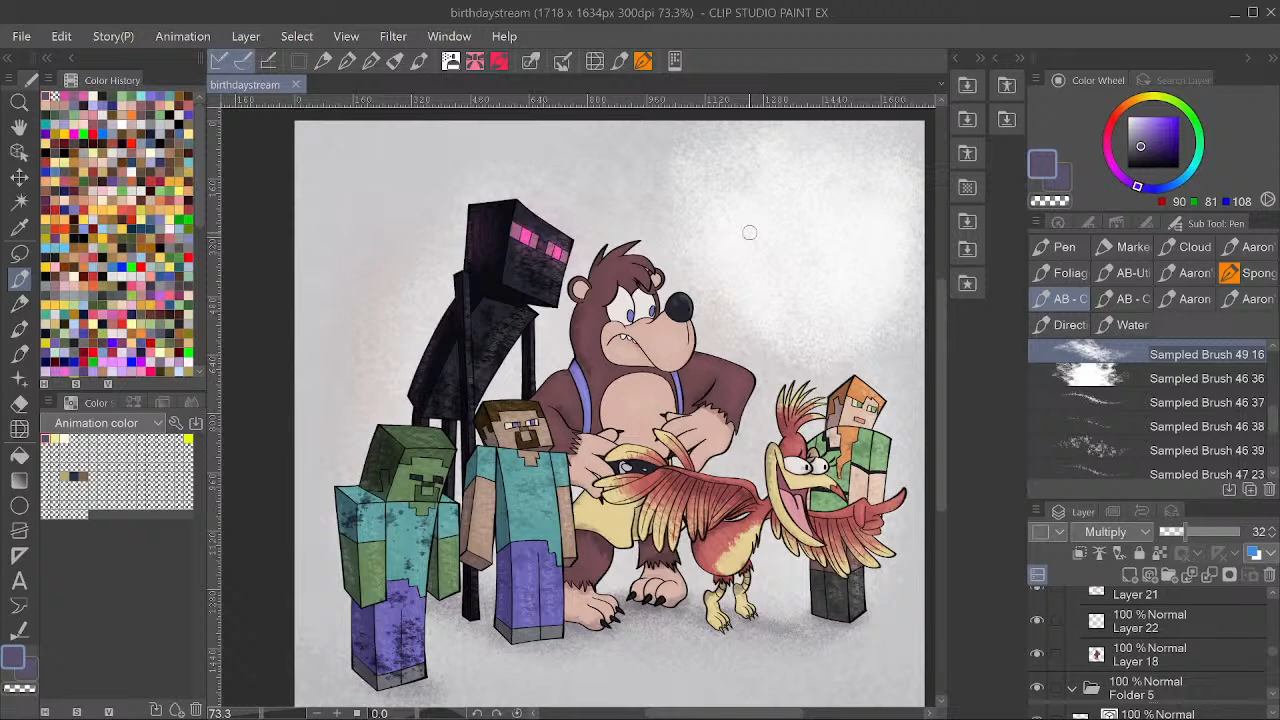 birthdaystream (1718 x 1634px 300dpi 73.3%) - CLIP STUDIO PAINT EX
File Edit Story(P) Animation Layer Select View Filter Window Help
Color History
birthdaystream
Color Wheel
Search Layer
90 81 108
Sub Tool: Pen
Pen Marke Cloud Aaron
Foliag AB-Ut Aaron' Spong
AB - C AB - C Aaron Aaron
Direct Water
Sampled Brush 49 16
Sampled Brush 46 36
Sampled Brush 46 37
Sampled Brush 46 38
Sampled Brush 46 39
Sampled Brush 47 23
H S V
Color S
Animation color
Layer
Multiply 32
Layer 21
100 % Normal
Layer 22
100 % Normal
Layer 18
100 % Normal
Folder 5
100 % Normal
H S V
73.3 0.0